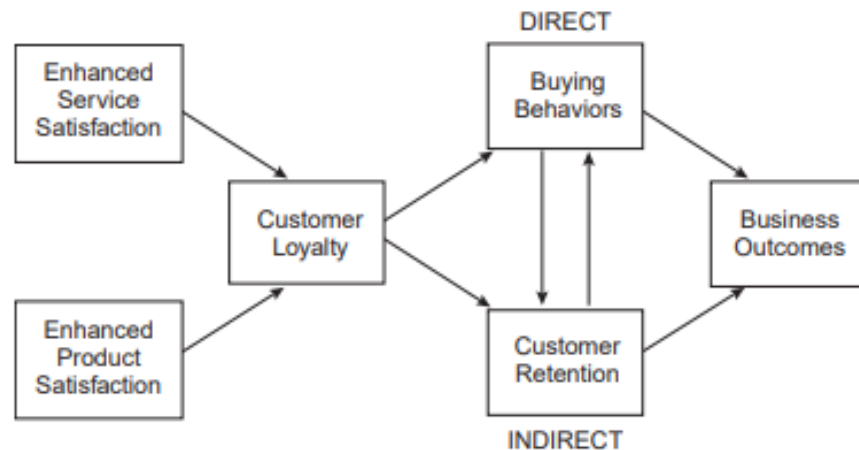 DIRECT
Enhanced
Service
Satisfaction
Buying
Behaviors
Customer
Loyalty
Business
Outcomes
Enhanced
Product
Satisfaction
Customer
Retention
INDIRECT